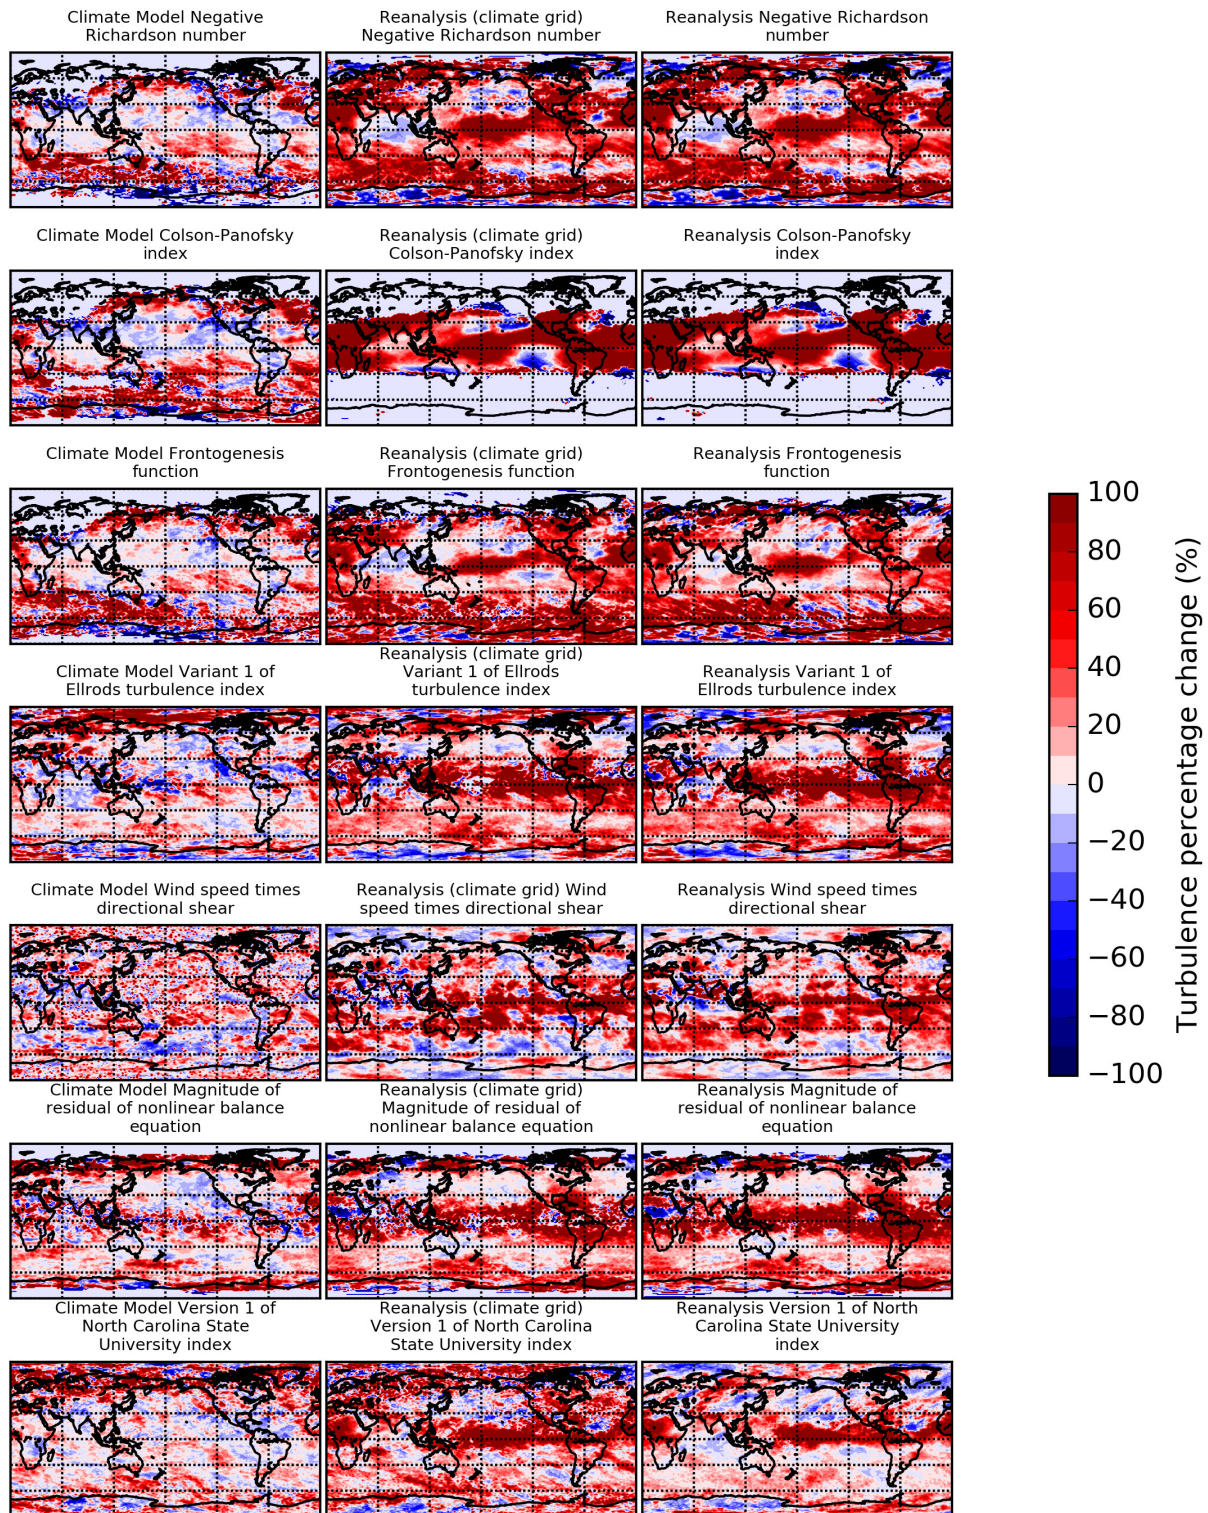 Climate Model Negative
Richardson number
Reanalysis (climate grid)
Negative Richardson number
Reanalysis Negative Richardson
number
Climate Model Colson-Panofsky
index
Reanalysis (climate grid)
Colson-Panofsky index
Reanalysis Colson-Panofsky
index
Climate Model Frontogenesis
function
Reanalysis (climate grid)
Frontogenesis function
Reanalysis Frontogenesis
function
Climate Model Variant 1 of
Ellrods turbulence index
Reanalysis (climate grid)
Variant 1 of Ellrods
turbulence index
Reanalysis Variant 1 of
Ellrods turbulence index
Climate Model Wind speed times
directional shear
Reanalysis (climate grid) Wind
speed times directional shear
Reanalysis Wind speed times
directional shear
Climate Model Magnitude of
residual of nonlinear balance
equation
Reanalysis (climate grid)
Magnitude of residual of
nonlinear balance equation
Reanalysis Magnitude of
residual of nonlinear balance
equation
Climate Model Version 1 of
North Carolina State
University index
Reanalysis (climate grid)
Version 1 of North Carolina
State University index
Reanalysis Version 1 of North
Carolina State University
index
100
80
60
40
20
0
−20
−40
−60
−80
−100
Turbulence percentage change (%)